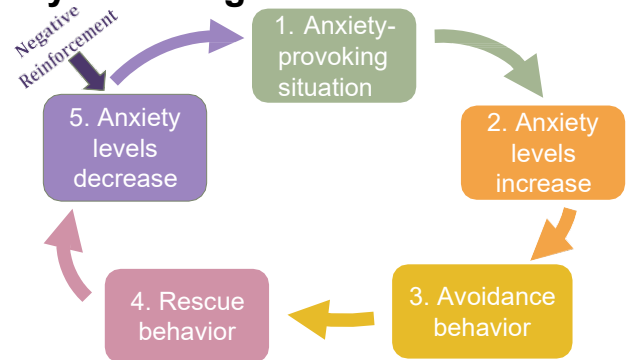 Negative
Reinforcement
1. Anxiety-
provoking
situation
2. Anxiety
levels
increase
3. Avoidance
behavior
4. Rescue
behavior
5. Anxiety
levels
decrease